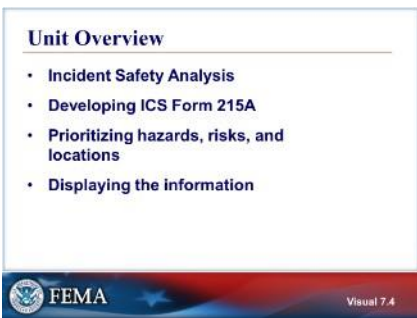 Unit Overview
• Incident Safety Analysis
• Developing ICS Form 215A
• Prioritizing hazards, risks, and
locations
• Displaying the information
FEMA
Visual 7.4